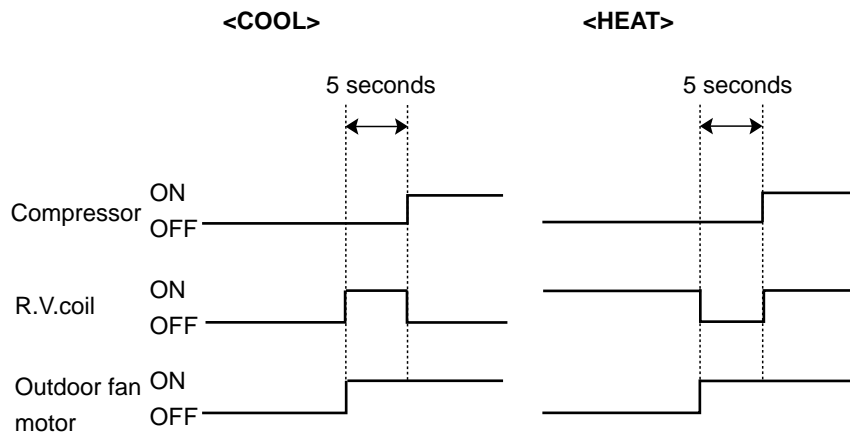 <COOL> <HEAT>
5 seconds 5 seconds
Compressor ON
OFF
R.V.coil ON
OFF
Outdoor fan motor ON
OFF